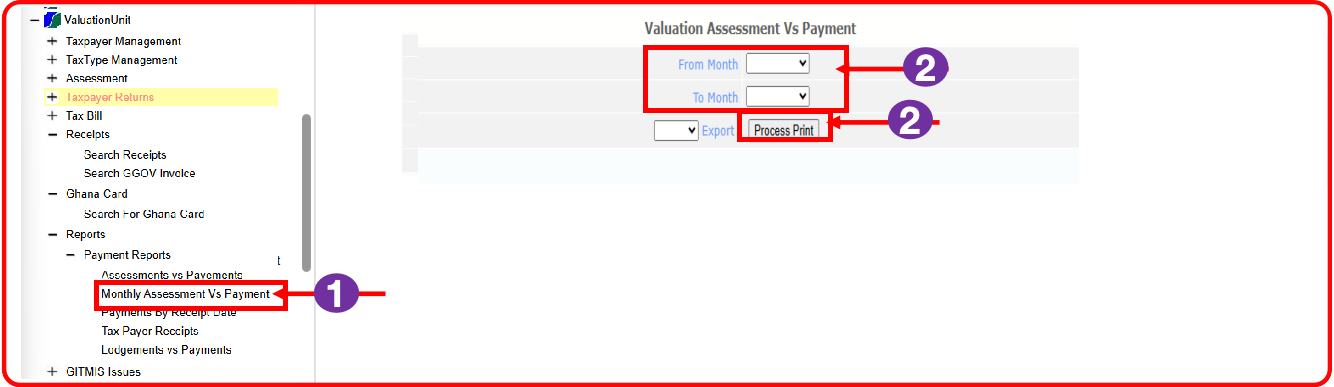 ValuationUnit
Taxpayer Management
TaxType Management
Assessment
Taxpayer Returns
Tax Bill
Receipts
Search Receipts
Search GGOV Invoice
Ghana Card
Search For Ghana Card
Reports
Payment Reports
t
Assessments vs Pavements
Monthly Assessment Vs Payment
1
Payments By Receipt Date
Tax Payer Receipts
Lodgements vs Payments
GITMIS Issues
Valuation Assessment Vs Payment
From Month
2
To Month
Export Process Print
2